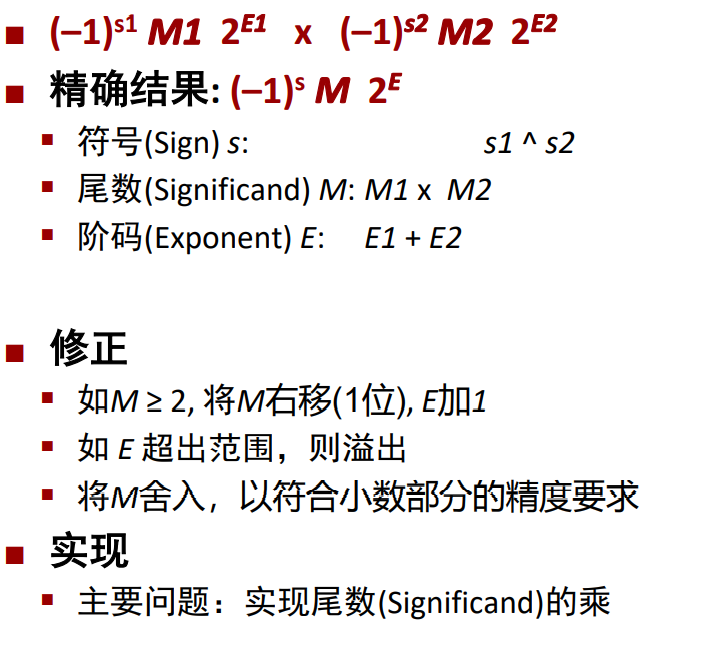 (–1)^s1 M1 2^E1 x (–1)^s2 M2 2^E2
精确结果: (–1)^s M 2^E
符号(Sign) s: s1 ^ s2
尾数(Significand) M: M1 x M2
阶码(Exponent) E: E1 + E2
修正
如M ≥ 2, 将M右移(1位), E加1
如 E 超出范围，则溢出
将M舍入，以符合小数部分的精度要求
实现
主要问题：实现尾数(Significand)的乘